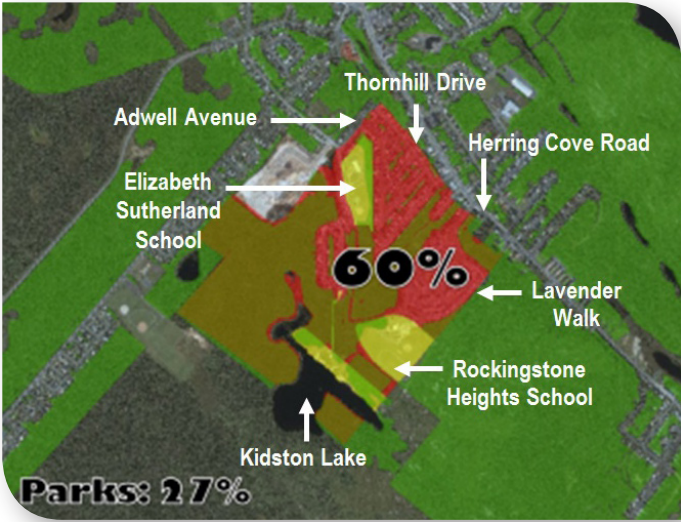 Thornhill Drive
Adwell Avenue
Herring Cove Road
Elizabeth
Sutherland
School
60%
Lavender
Walk
Rockingstone
Heights School
Kidston Lake
Parks: 27%